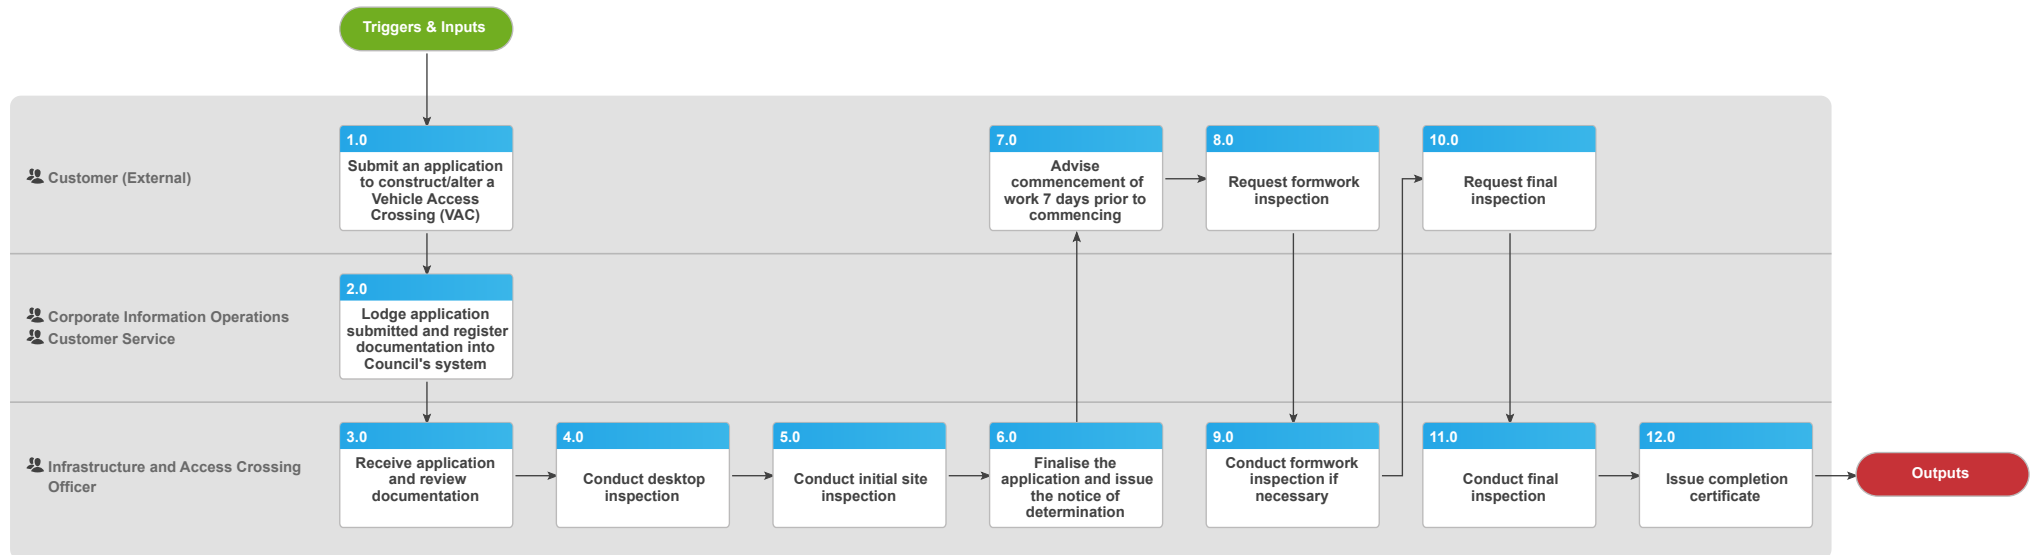 Triggers & Inputs
Customer (External)
1.0
Submit an application
to construct/alter a
Vehicle Access
Crossing (VAC)
7.0
Advise
commencement of
work 7 days prior to
commencing
8.0
Request formwork
inspection
10.0
Request final
inspection
Corporate Information Operations
Customer Service
2.0
Lodge application
submitted and register
documentation into
Council's system
Infrastructure and Access Crossing
Officer
3.0
Receive application
and review
documentation
4.0
Conduct desktop
inspection
5.0
Conduct initial site
inspection
6.0
Finalise the
application and issue
the notice of
determination
9.0
Conduct formwork
inspection if
necessary
11.0
Conduct final
inspection
12.0
Issue completion
certificate
Outputs